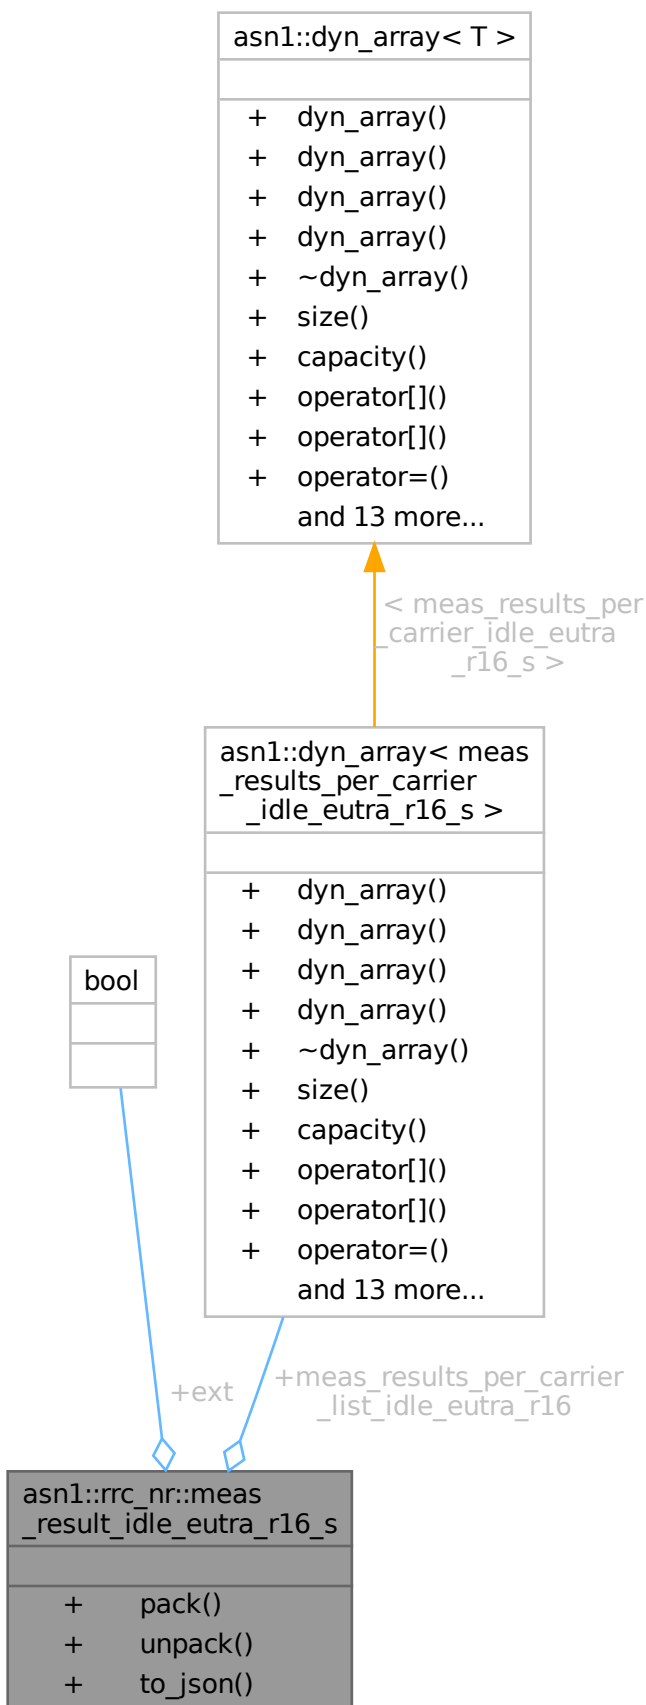 asn1::dyn_array< T >
+ dyn_array()
+ dyn_array()
+ dyn_array()
+ dyn_array()
+ ~dyn_array()
+ size()
+ capacity()
+ operator[]()
+ operator[]()
+ operator=()
and 13 more...
< meas_results_per
_carrier_idle_eutra
_r16_s >
asn1::dyn_array< meas
_results_per_carrier
_idle_eutra_r16_s >
+ dyn_array()
+ dyn_array()
+ dyn_array()
+ dyn_array()
+ ~dyn_array()
+ size()
+ capacity()
+ operator[]()
+ operator[]()
+ operator=()
and 13 more...
bool
+ext
+meas_results_per_carrier
_list_idle_eutra_r16
asn1::rrc_nr::meas
_result_idle_eutra_r16_s
+ pack()
+ unpack()
+ to_json()